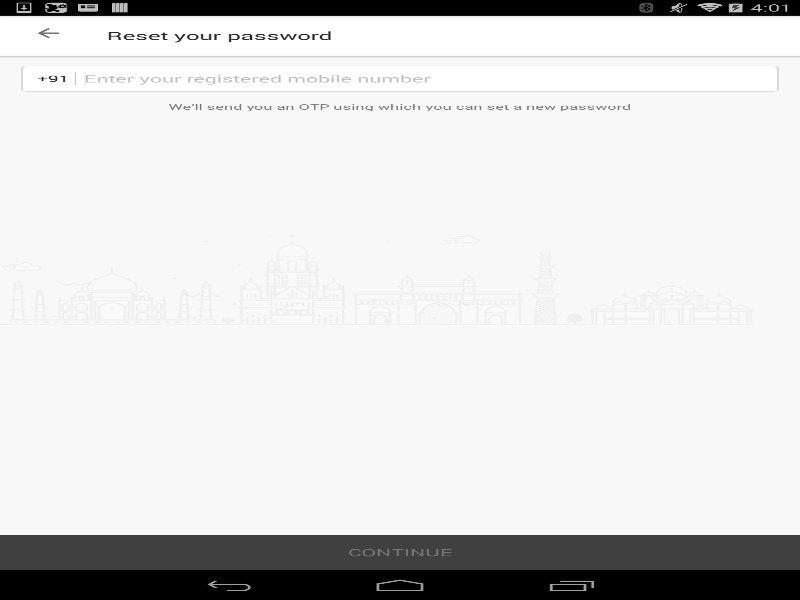 4:01
Reset your password
+91 Enter your registered mobile number
We'll send you an OTP using which you can set a new password
CONTINUE